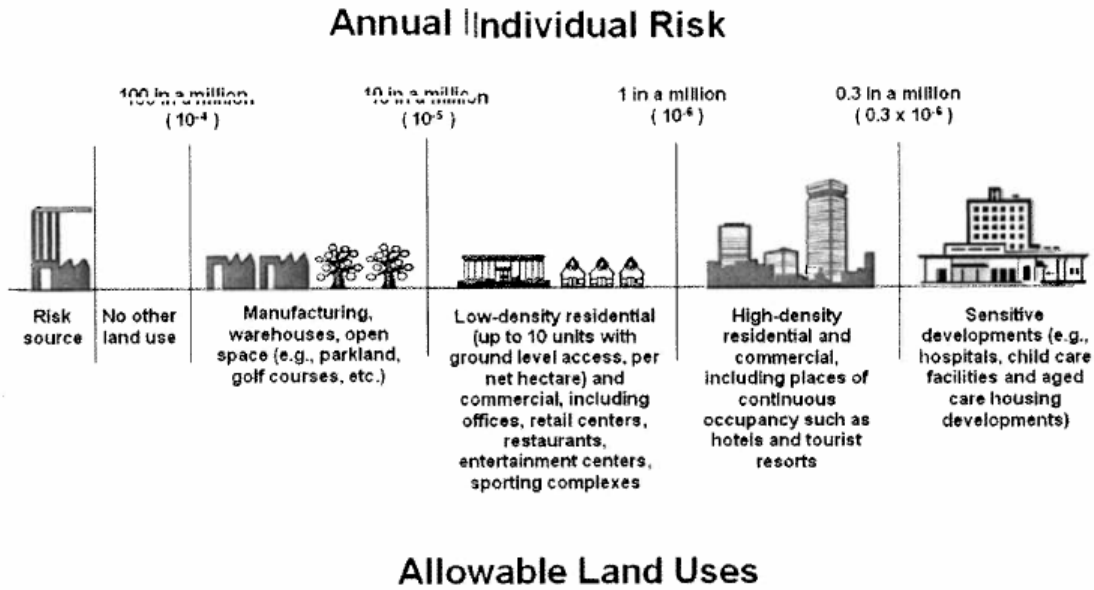 Annual Individual Risk
100 in a million
( 10-4 )
10 in a million
( 10-5 )
1 in a million
( 10-6 )
0.3 in a million
( 0.3 x 10-6 )
Risk
source
No other
land use
Manufacturing,
warehouses, open
space (e.g., parkland,
golf courses, etc.)
Low-density residential
(up to 10 units with
ground level access, per
net hectare) and
commercial, including
offices, retail centers,
restaurants,
entertainment centers,
sporting complexes
High-density
residential and
commercial,
including places of
continuous
occupancy such as
hotels and tourist
resorts
Sensitive
developments (e.g.,
hospitals, child care
facilities and aged
care housing
developments)
Allowable Land Uses